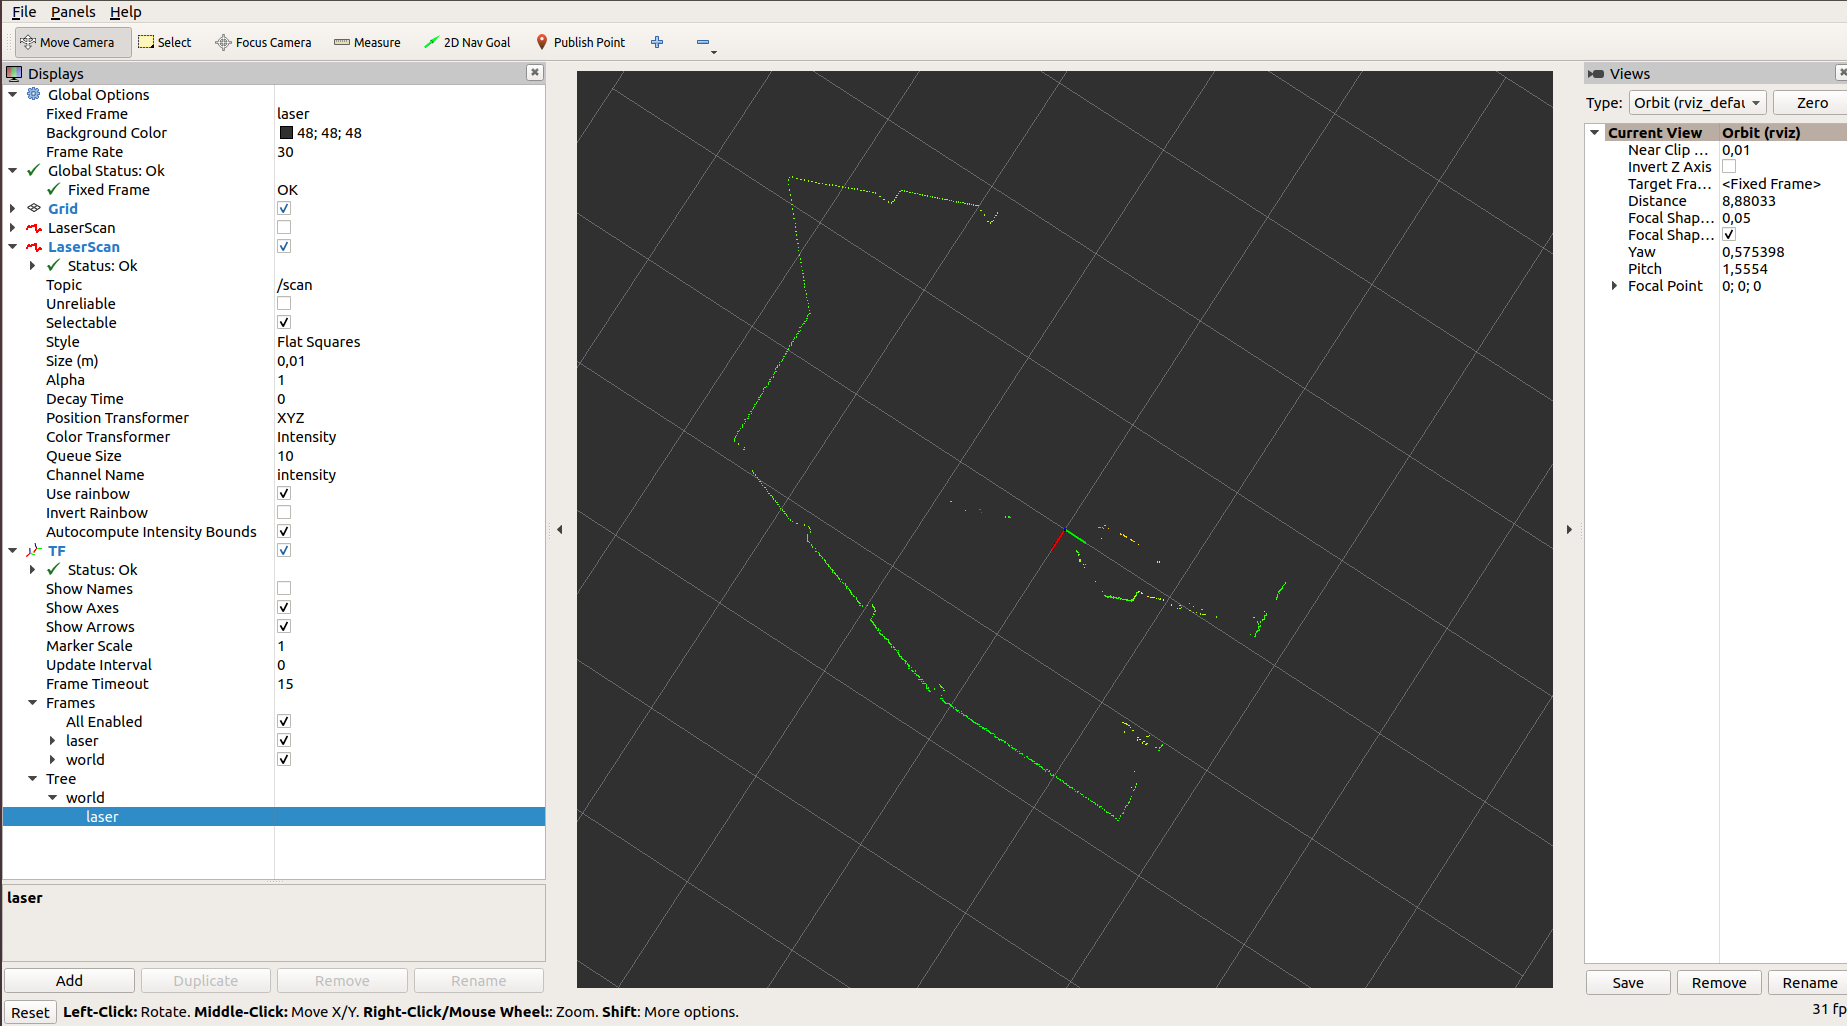 File Panels Help
Move Camera Select Focus Camera Measure 2D Nav Goal Publish Point
Displays
Global Options
Fixed Frame laser
Background Color 48; 48; 48
Frame Rate 30
Global Status: Ok
Fixed Frame OK
Grid
LaserScan
LaserScan
Status: Ok
Topic /scan
Unreliable
Selectable
Style Flat Squares
Size (m) 0,01
Alpha 1
Decay Time 0
Position Transformer XYZ
Color Transformer Intensity
Queue Size 10
Channel Name intensity
Use rainbow
Invert Rainbow
Autocompute Intensity Bounds
TF
Status: Ok
Show Names
Show Axes
Show Arrows
Marker Scale 1
Update Interval 0
Frame Timeout 15
Frames
All Enabled
laser
world
Tree
world
laser
laser
Add Duplicate Remove Rename
Views
Type: Orbit (rviz_defau Zero
Current View Orbit (rviz)
Near Clip ... 0,01
Invert Z Axis
Target Fra... <Fixed Frame>
Distance 8,88033
Focal Shap... 0,05
Focal Shap...
Yaw 0,575398
Pitch 1,5554
Focal Point 0; 0; 0
Save Remove Rename
Reset Left-Click: Rotate. Middle-Click: Move X/Y. Right-Click/Mouse Wheel:: Zoom. Shift: More options.
31 fp